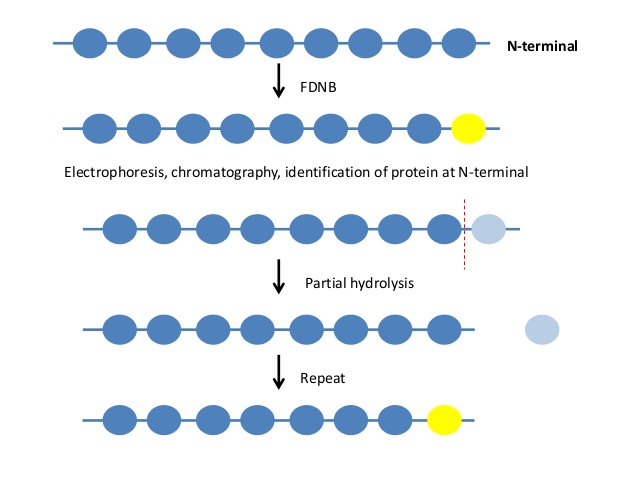 N-terminal
FDNB
Electrophoresis, chromatography, identification of protein at N-terminal
Partial hydrolysis
Repeat